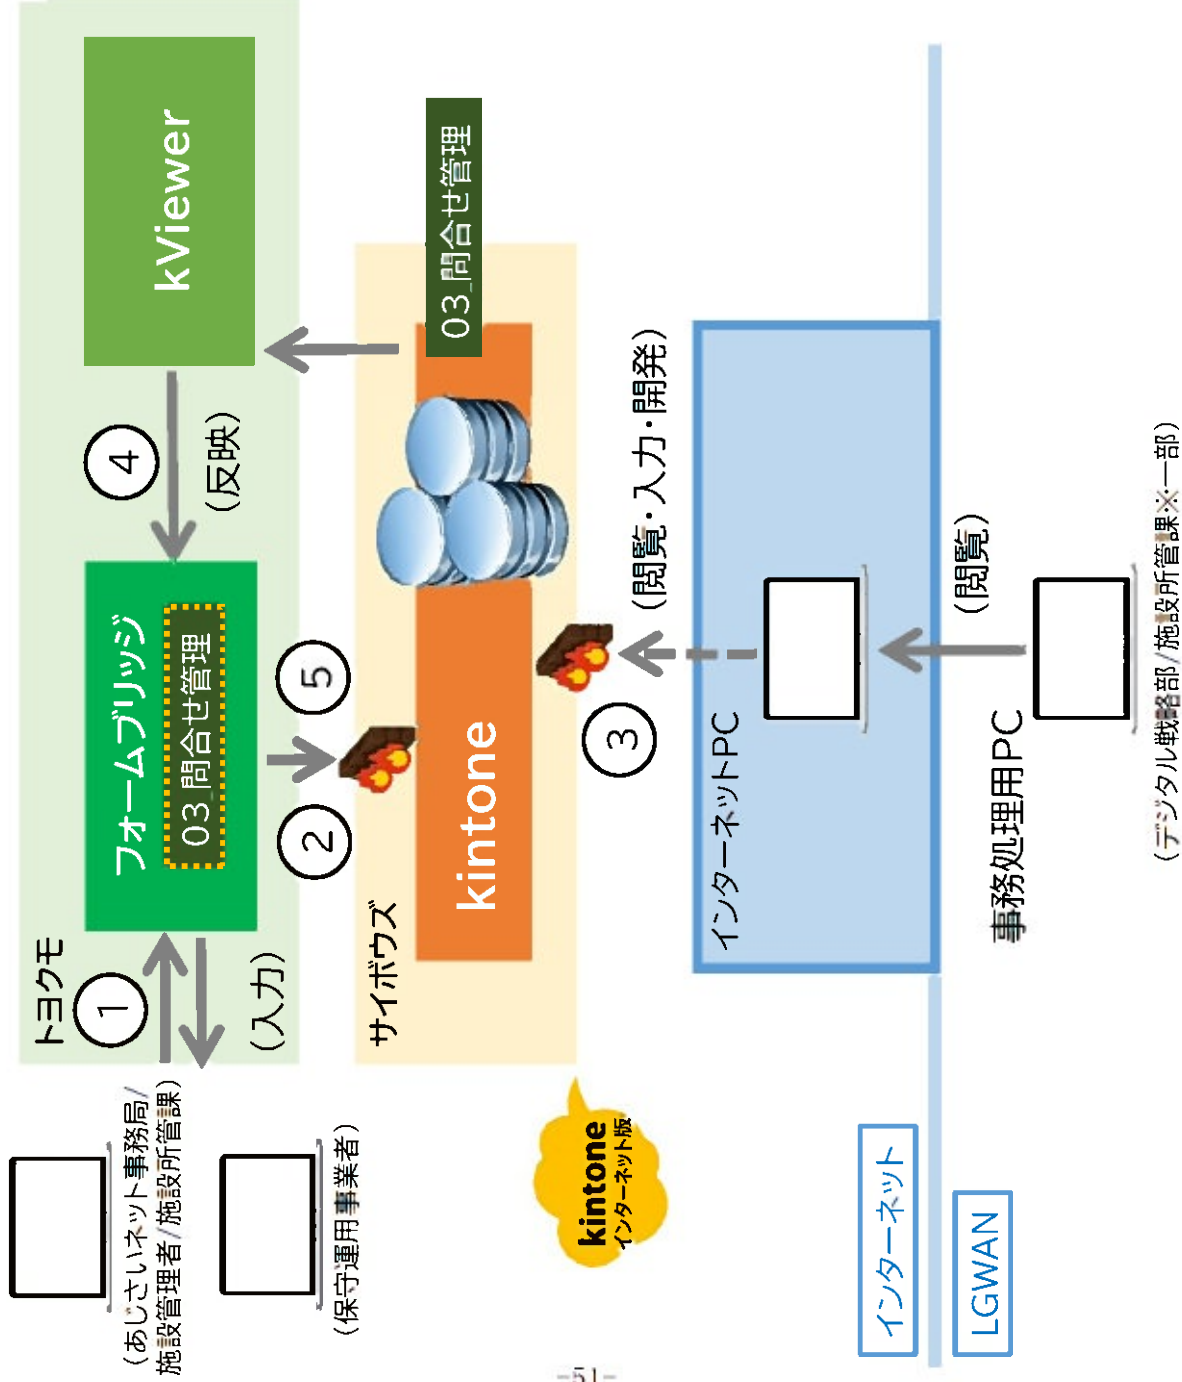 (あじさいネット事務局/
施設管理者/施設所管課)
(保守運用事業者)
トヨクモ
①
(入力)
フォームブリッジ
03_問合せ管理
④
(反映)
kViewer
②
⑤
サイボウズ
kintone
03_問合せ管理
kintone
インターネット版
③
(閲覧・入力・開発)
インターネットPC
インターネット
LGWAN
(閲覧)
事務処理用PC
(デジタル戦略部/施設所管課※一部)
-51-